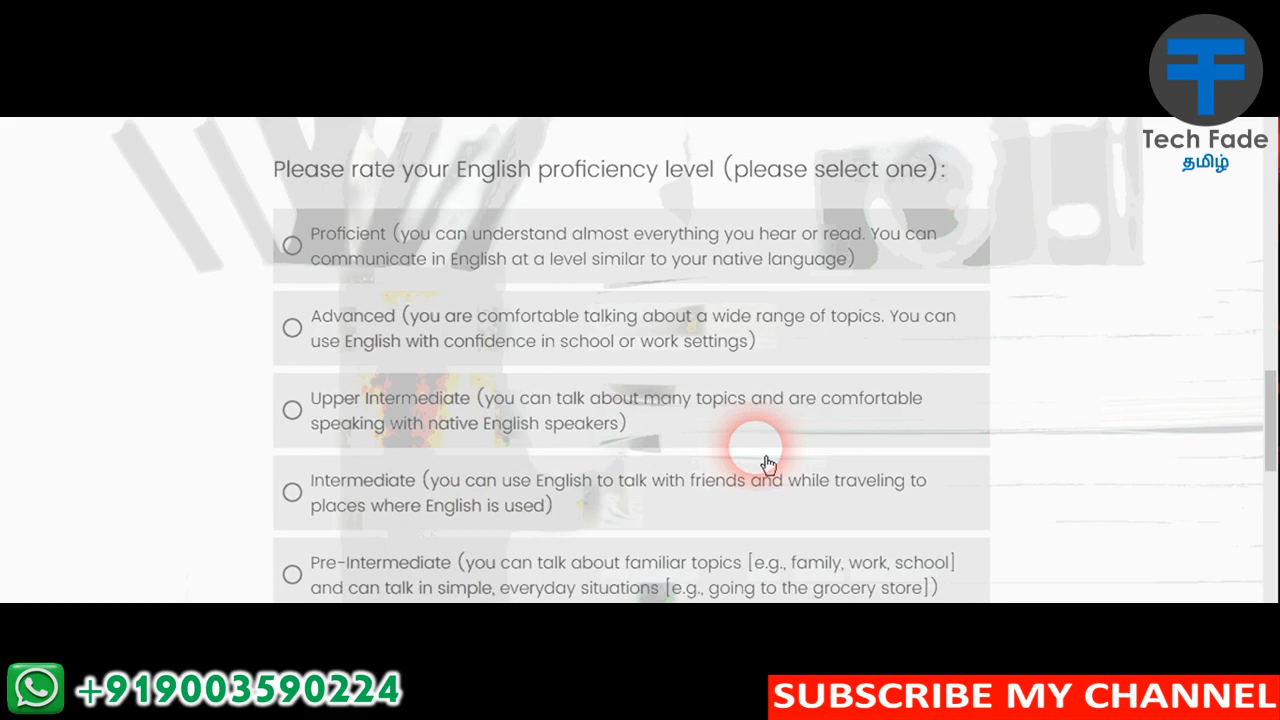 Tech Fade
தமிழ்
Please rate your English proficiency level (please select one):
Proficient (you can understand almost everything you hear or read. You can
communicate in English at a level similar to your native language)
Advanced (you are comfortable talking about a wide range of topics. You can
use English with confidence in school or work settings)
Upper Intermediate (you can talk about many topics and are comfortable
speaking with native English speakers)
Intermediate (you can use English to talk with friends and while traveling to
places where English is used)
Pre-Intermediate (you can talk about familiar topics [e.g., family, work, school]
and can talk in simple, everyday situations [e.g., going to the grocery store])
+919003590224
SUBSCRIBE MY CHANNEL